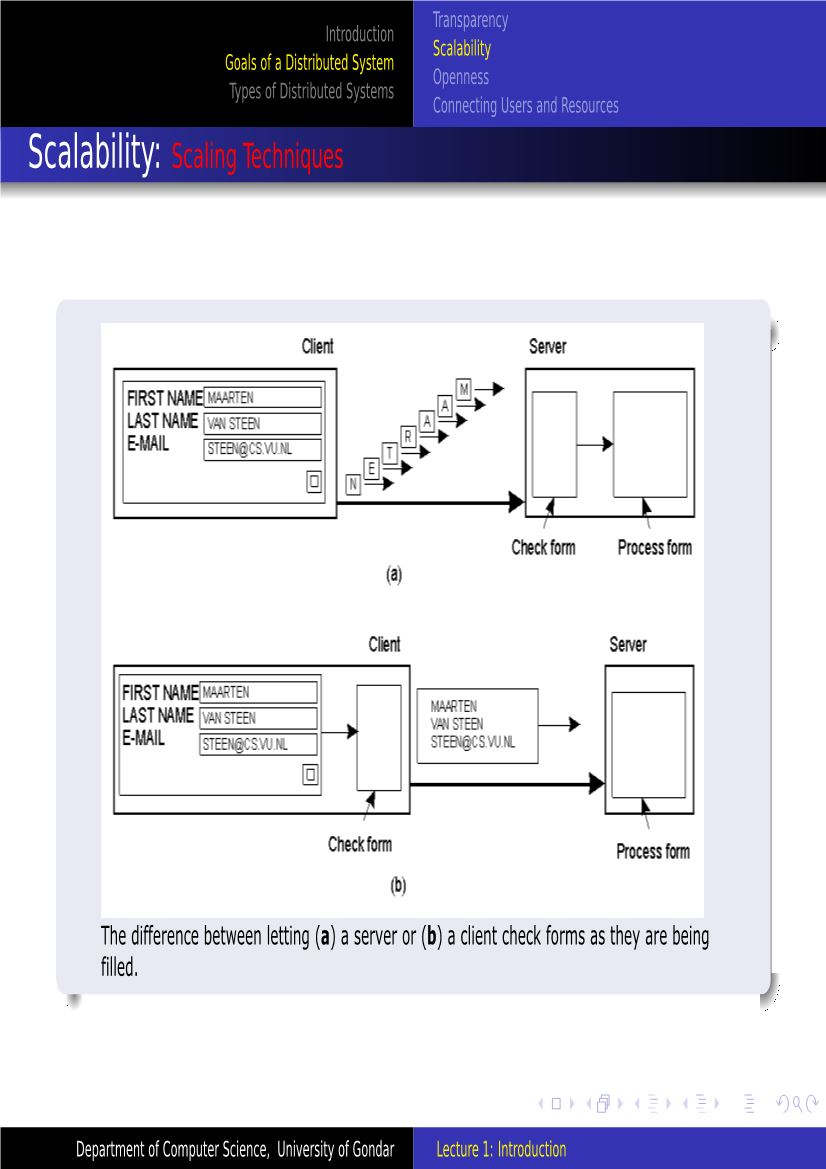 Introduction
Goals of a Distributed System
Types of Distributed Systems
Transparency
Scalability
Openness
Connecting Users and Resources
Scalability: Scaling Techniques
Client
Server
FIRST NAME MAARTEN
LAST NAME VAN STEEN
E-MAIL STEEN@CS.VU.NL
M
A
A
R
T
E
N
Check form
Process form
(a)
Client
Server
FIRST NAME MAARTEN
LAST NAME VAN STEEN
E-MAIL STEEN@CS.VU.NL
MAARTEN
VAN STEEN
STEEN@CS.VU.NL
Check form
Process form
(b)
The difference between letting (a) a server or (b) a client check forms as they are being
filled.
Department of Computer Science, University of Gondar
Lecture 1: Introduction